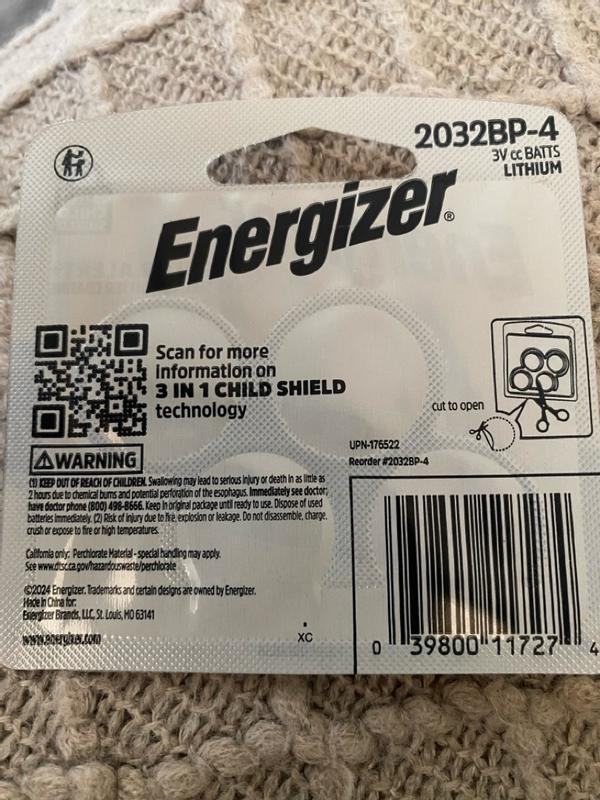 2032BP-4
3V cc BATTS
LITHIUM
Energizer®
Scan for more
information on
3 IN 1 CHILD SHIELD
technology
cut to open
UPN-176522
Reorder #2032BP-4
⚠WARNING
(1) KEEP OUT OF REACH OF CHILDREN. Swallowing may lead to serious injury or death in as little as
2 hours due to chemical burns and potential perforation of the esophagus. Immediately see doctor;
have doctor phone (800) 498-8666. Keep in original package until ready to use. Dispose of used
batteries immediately. (2) Risk of injury due to fire, explosion or leakage. Do not disassemble, charge,
crush or expose to fire or high temperatures.
California only: Perchlorate Material - special handling may apply.
See www.dtsc.ca.gov/hazardouswaste/perchlorate
©2024 Energizer. Trademarks and certain designs are owned by Energizer.
Made in China for:
Energizer Brands, LLC, St. Louis, MO 63141
www.energizer.com
XC
0 39800 11727 4